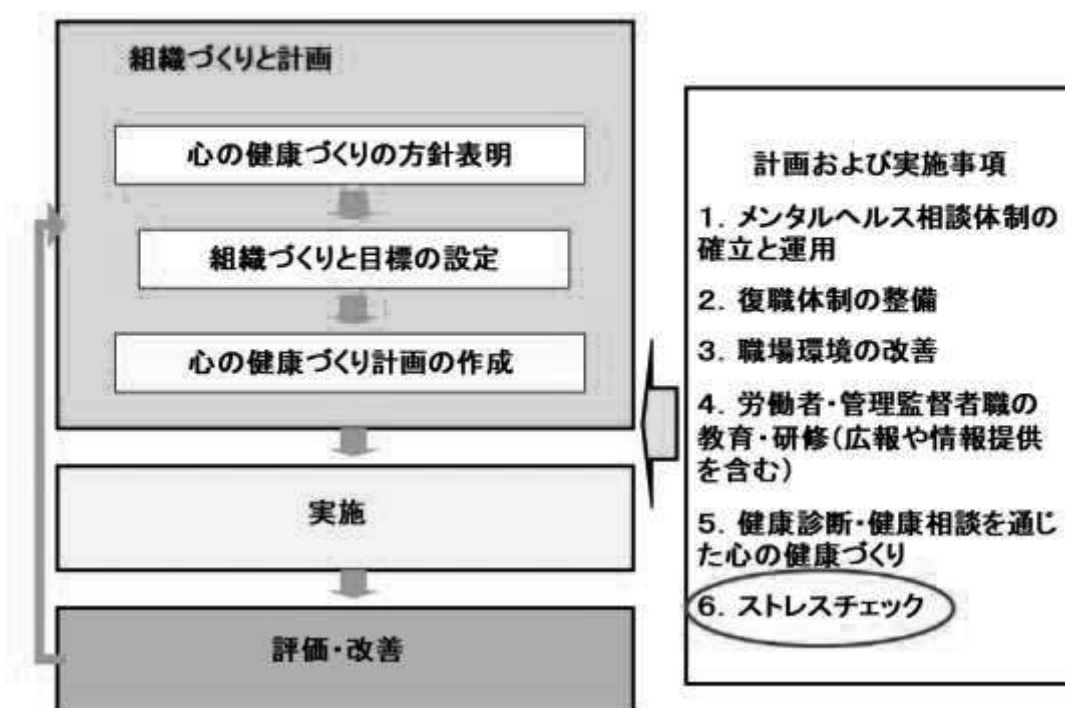 組織づくりと計画
心の健康づくりの方針表明
組織づくりと目標の設定
心の健康づくり計画の作成
実施
評価・改善
計画および実施事項
1．メンタルヘルス相談体制の
確立と運用
2．復職体制の整備
3．職場環境の改善
4．労働者・管理監督者職の
教育・研修(広報や情報提供
を含む)
5．健康診断・健康相談を通じ
た心の健康づくり
6．ストレスチェック